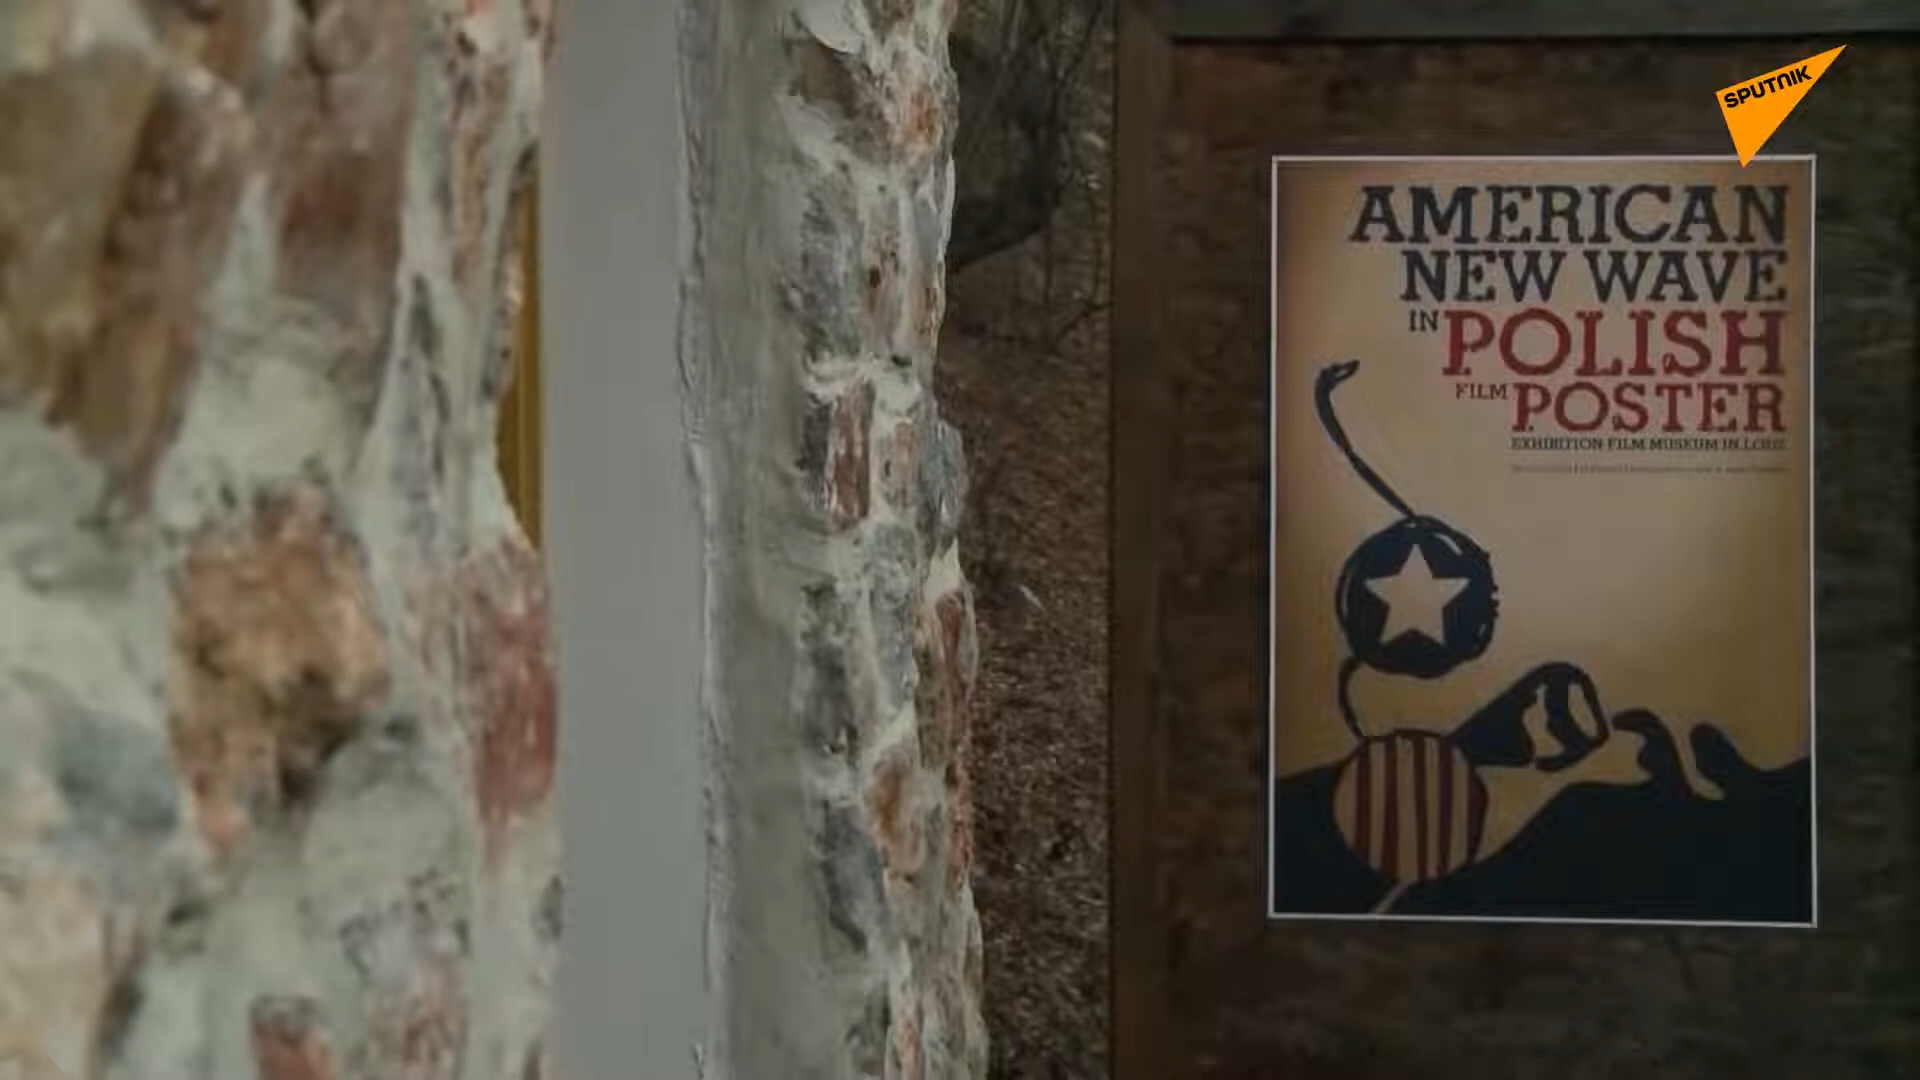 SPUTNIK
AMERICAN
NEW WAVE
IN POLISH
FILM POSTER
EXHIBITION FILM MUSEUM IN LODZ